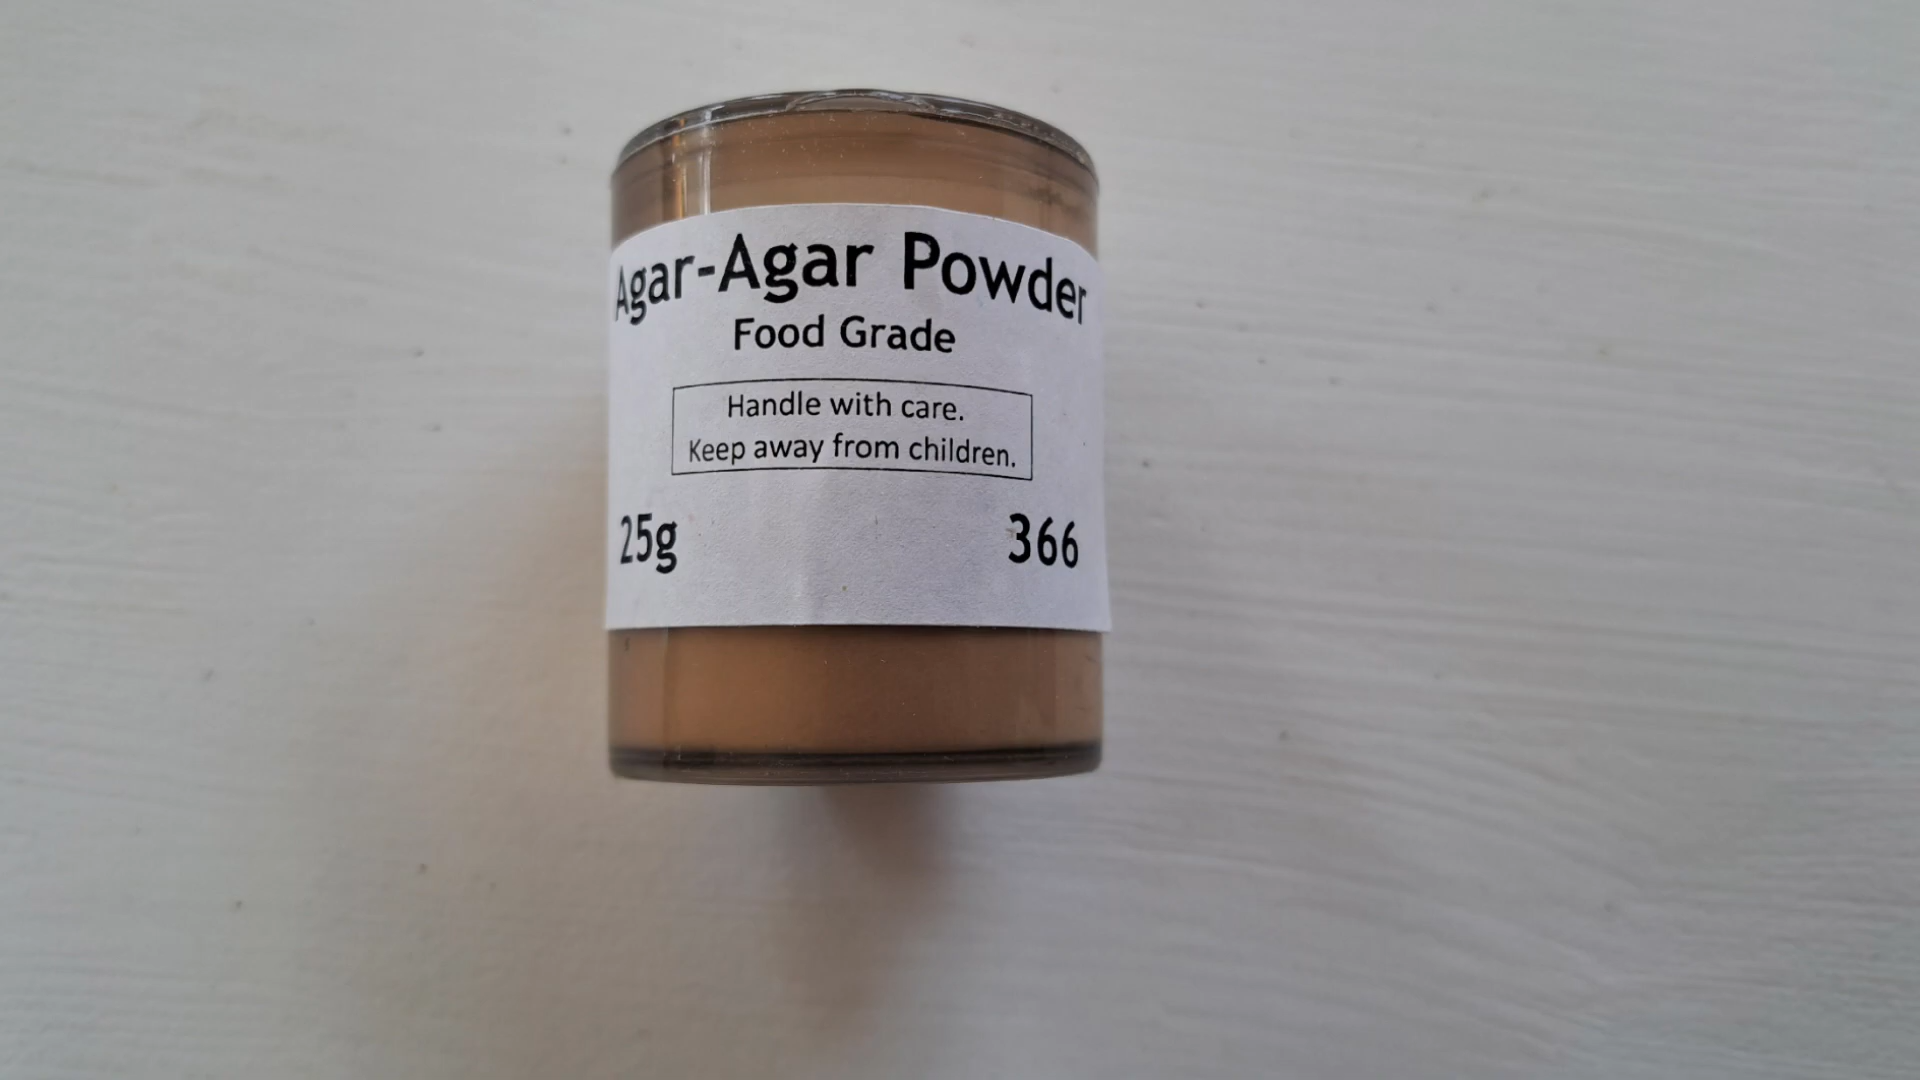 Agar-Agar Powder
Food Grade
Handle with care.
Keep away from children.
25g 366